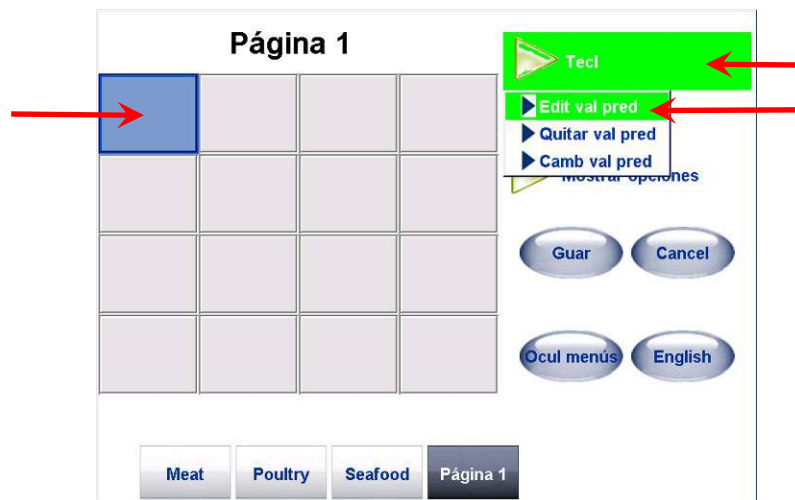 Página 1
Tecl
Edit val pred
Quitar val pred
Camb val pred
Mostrar opciones
Guar
Cancel
Ocul menús
English
Meat
Poultry
Seafood
Página 1